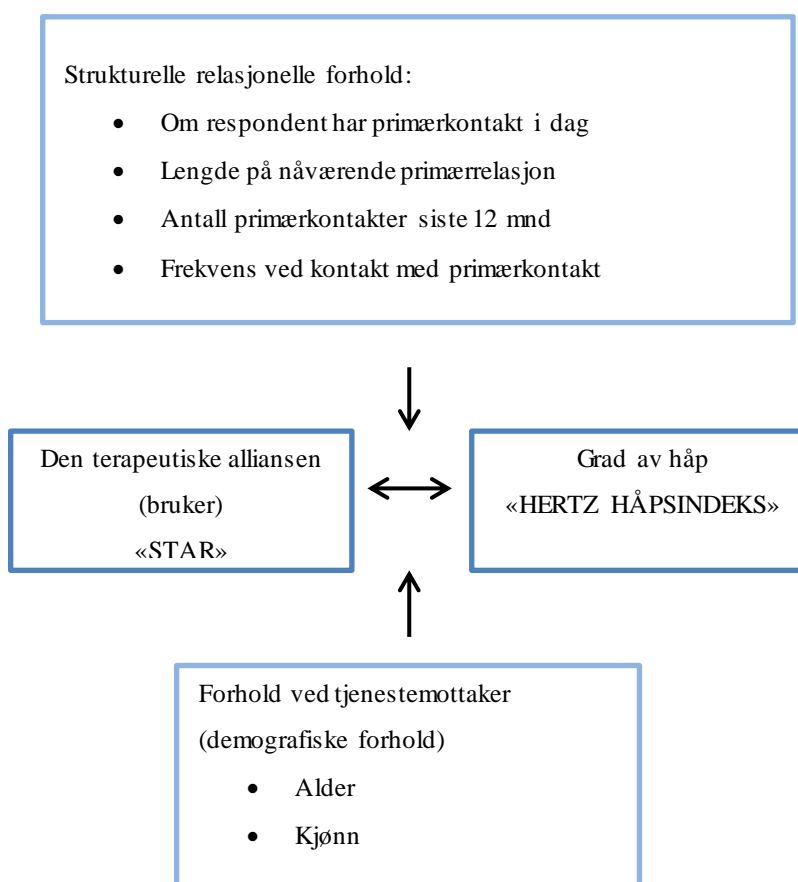 Strukturelle relasjonelle forhold:
• Om respondent har primærkontakt i dag
• Lengde på nåværende primærrelasjon
• Antall primærkontakter siste 12 mnd
• Frekvens ved kontakt med primærkontakt
Den terapeutiske alliansen
(bruker)
«STAR»
Grad av håp
«HERTZ HÅPSINDEKS»
Forhold ved tjenestemottaker
(demografiske forhold)
• Alder
• Kjønn